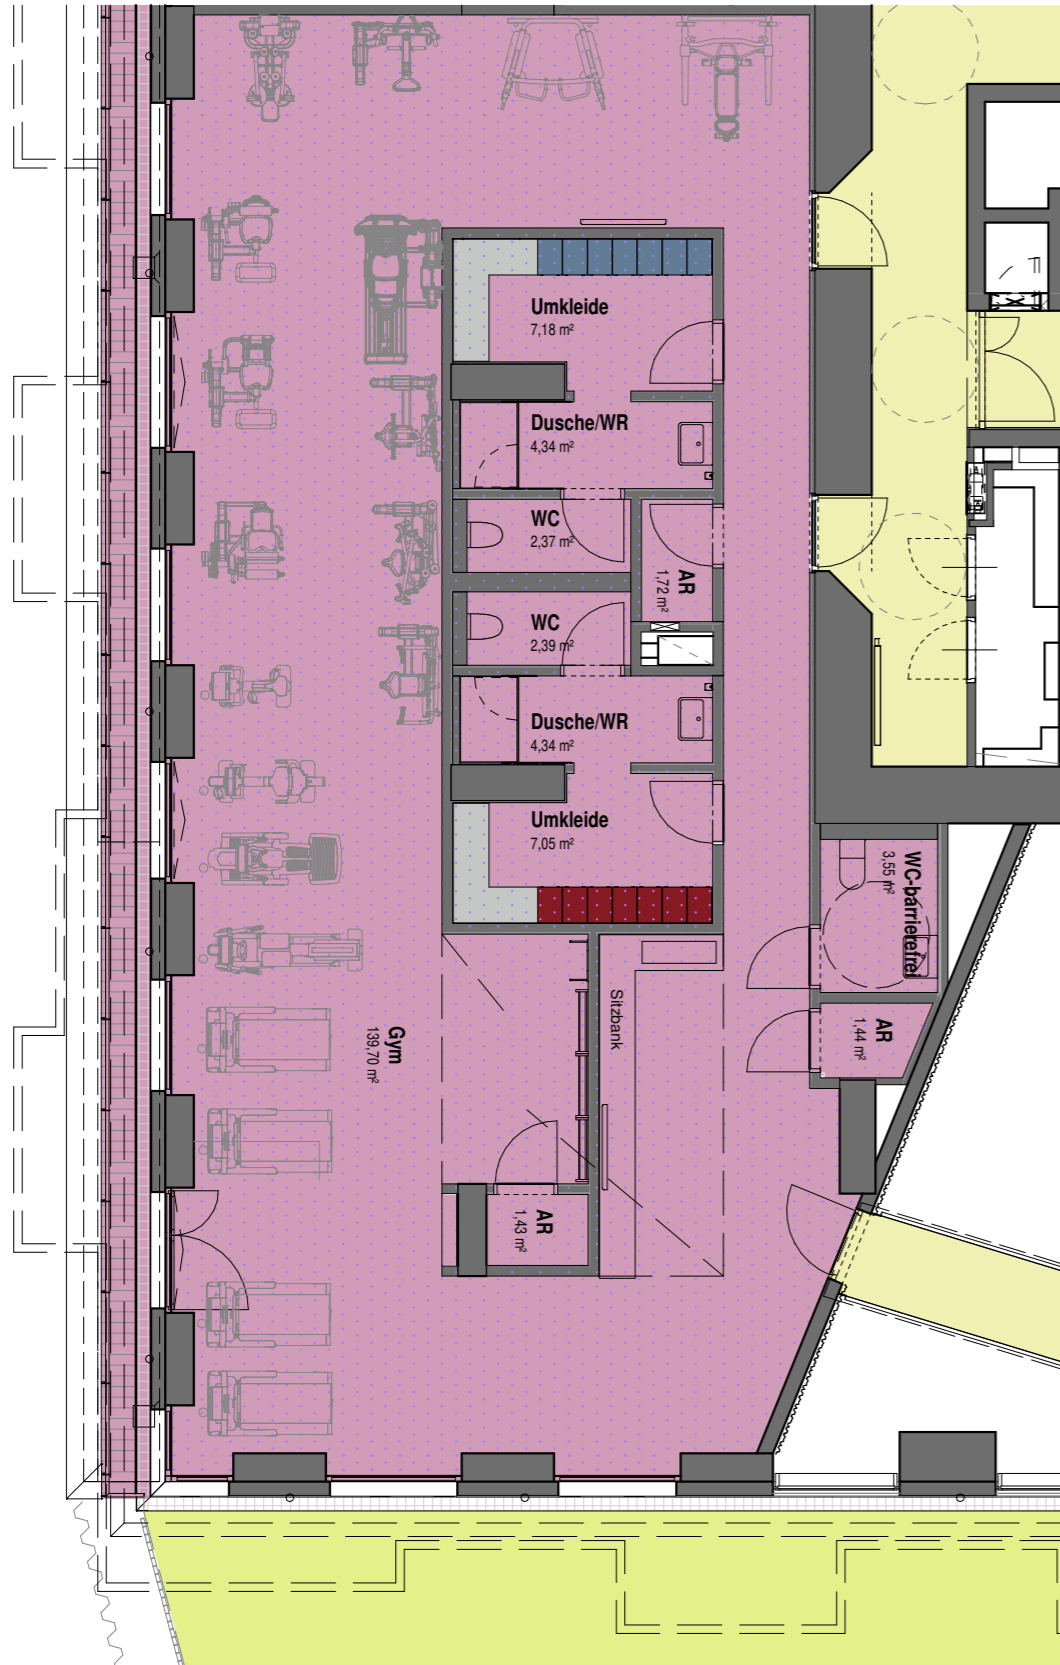 Umkleide
7,18 m²
Dusche/WR
4,34 m²
WC
2,37 m²
AR
1,72 m²
WC
2,39 m²
Dusche/WR
4,34 m²
Umkleide
7,05 m²
WC-barrierefrei
3,55 m²
Sitzbank
Gym
139,70 m²
AR
1,44 m²
AR
1,43 m²